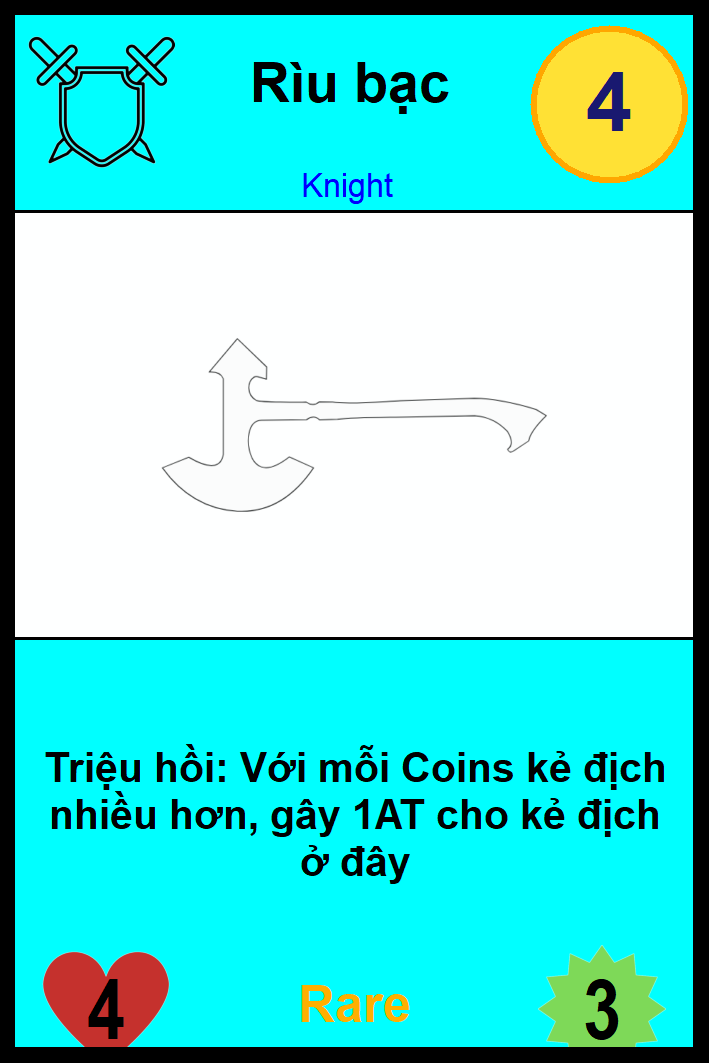 Rìu bạc
4
Knight
Triệu hồi: Với mỗi Coins kẻ địch
nhiều hơn, gây 1AT cho kẻ địch
ở đây
4
Rare
3